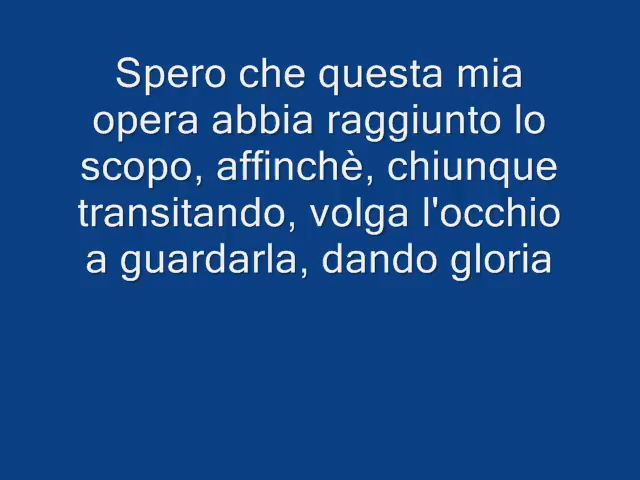 Spero che questa mia
opera abbia raggiunto lo
scopo, affinchè, chiunque
transitando, volga l'occhio
a guardarla, dando gloria